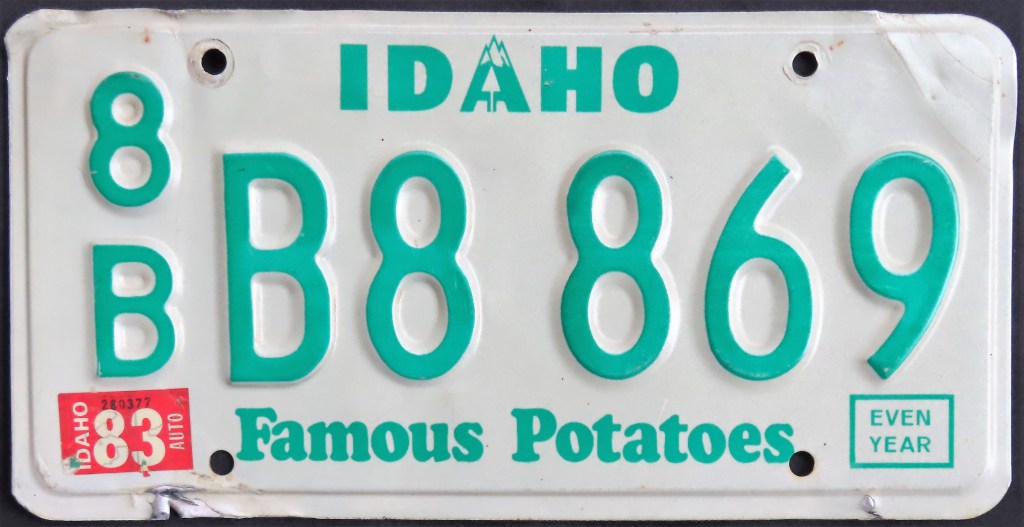 IDAHO
8
B
B8 869
IDAHO
280377
83
AUTO
Famous Potatoes
EVEN
YEAR